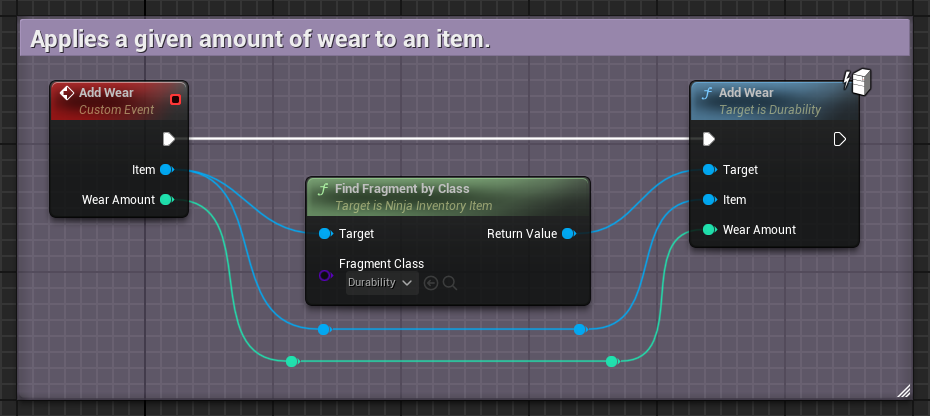 Applies a given amount of wear to an item.
Add Wear
Custom Event
Item
Wear Amount
Find Fragment by Class
Target is Ninja Inventory Item
Target
Return Value
Fragment Class
Durability
Add Wear
Target is Durability
Target
Item
Wear Amount